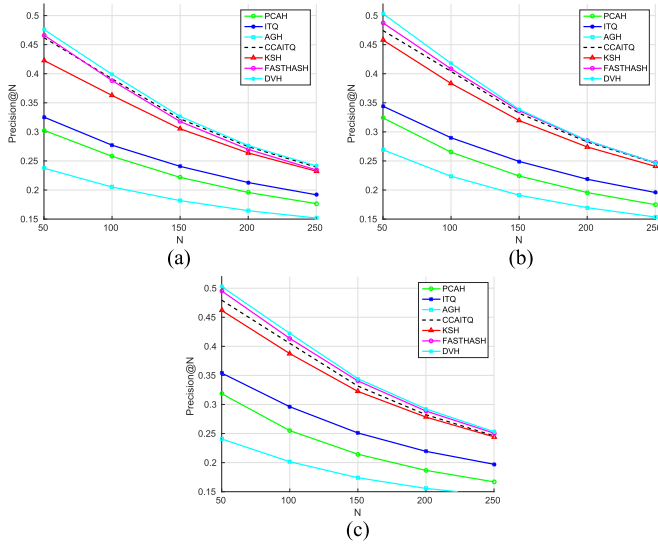 0.5
0.45
0.4
0.35
0.3
0.25
0.2
0.15
Precision@N
50 100 150 200 250
N
PCAH
ITQ
AGH
CCAITQ
KSH
FASTHASH
DVH
(a)
0.5
0.45
0.4
0.35
0.3
0.25
0.2
0.15
Precision@N
50 100 150 200 250
N
PCAH
ITQ
AGH
CCAITQ
KSH
FASTHASH
DVH
(b)
0.5
0.45
0.4
0.35
0.3
0.25
0.2
0.15
Precision@N
50 100 150 200 250
N
PCAH
ITQ
AGH
CCAITQ
KSH
FASTHASH
DVH
(c)